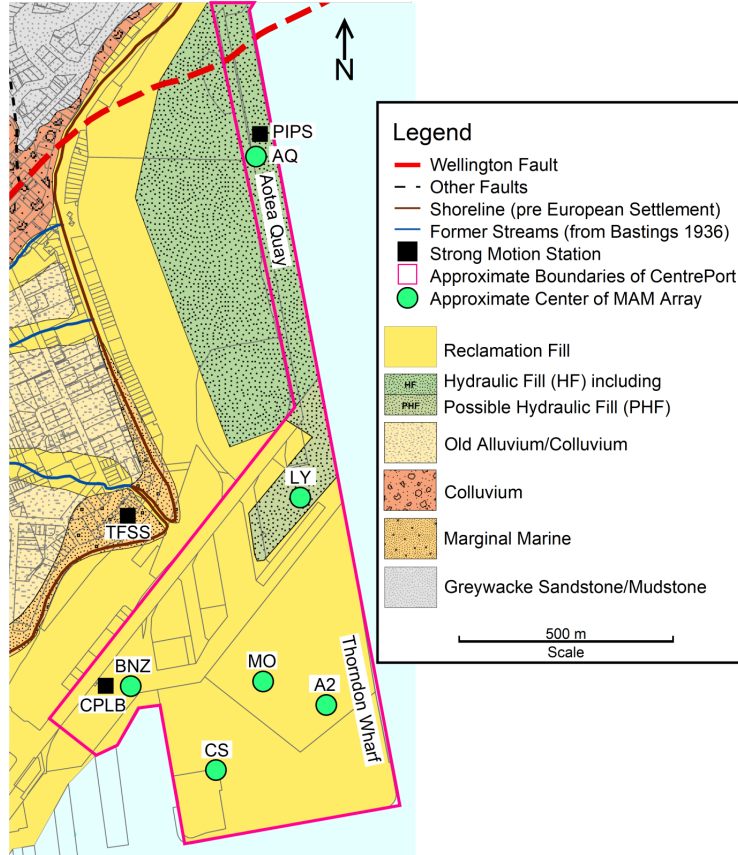 N
PIPS
AQ
Aotea Quay
LY
TFSS
BNZ
CPLB
MO
A2
CS
Thorndon Wharf
Legend
Wellington Fault
Other Faults
Shoreline (pre European Settlement)
Former Streams (from Bastings 1936)
Strong Motion Station
Approximate Boundaries of CentrePort
Approximate Center of MAM Array
Reclamation Fill
HF
Hydraulic Fill (HF) including
PHF
Possible Hydraulic Fill (PHF)
Old Alluvium/Colluvium
Colluvium
Marginal Marine
Greywacke Sandstone/Mudstone
500 m
Scale